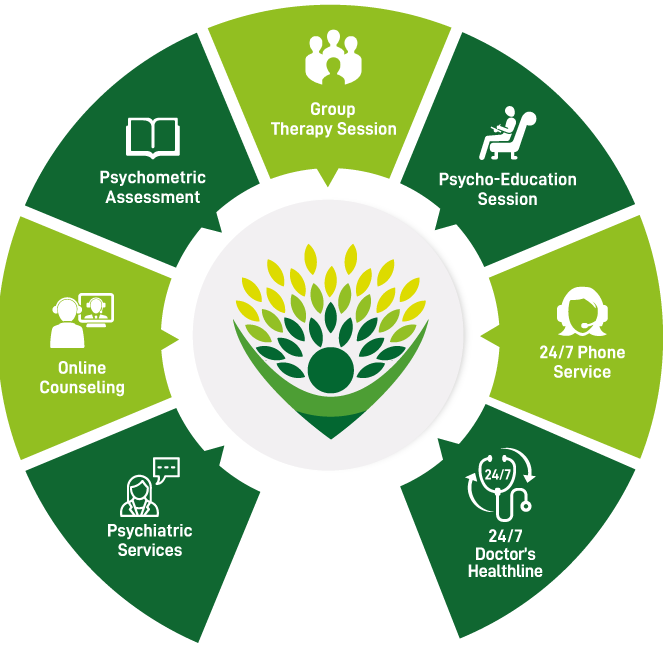 Group
Therapy Session
Psychometric
Assessment
Psycho-Education
Session
Online
Counseling
24/7 Phone
Service
Psychiatric
Services
24/7
24/7
Doctor's
Healthline